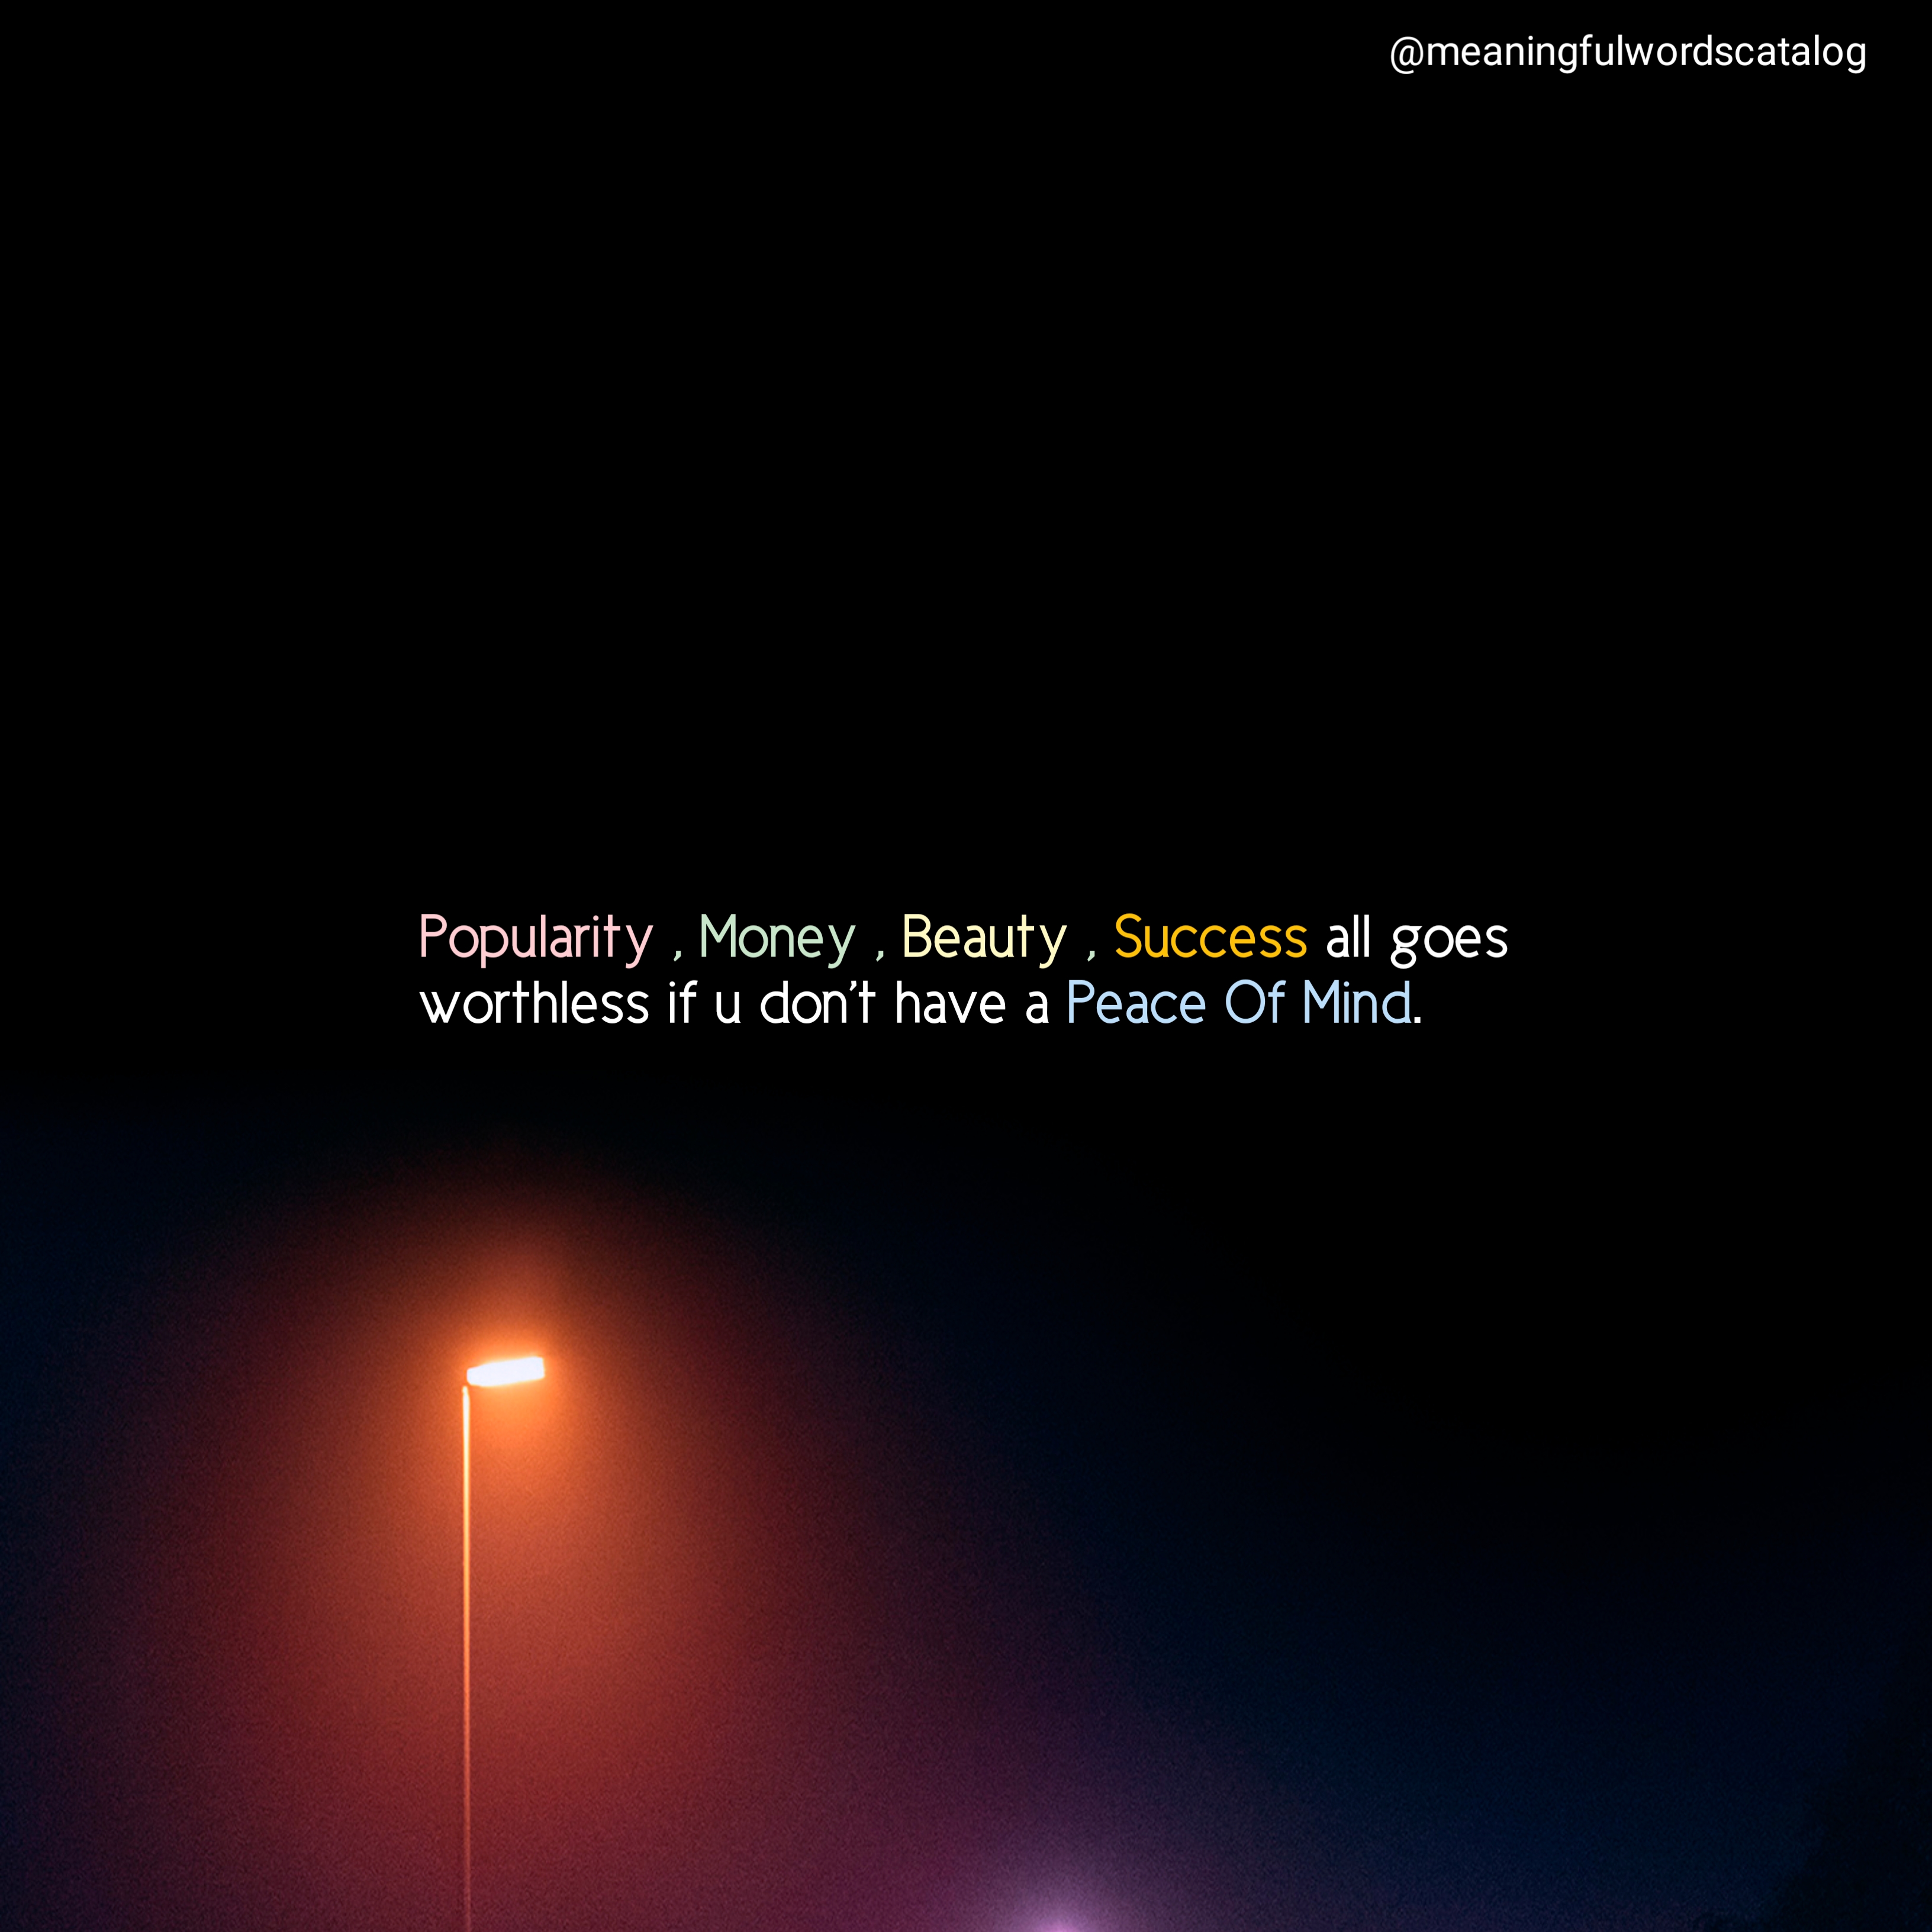 @meaningfulwordscatalog
Popularity , Money , Beauty , Success all goes
worthless if u don't have a Peace Of Mind.